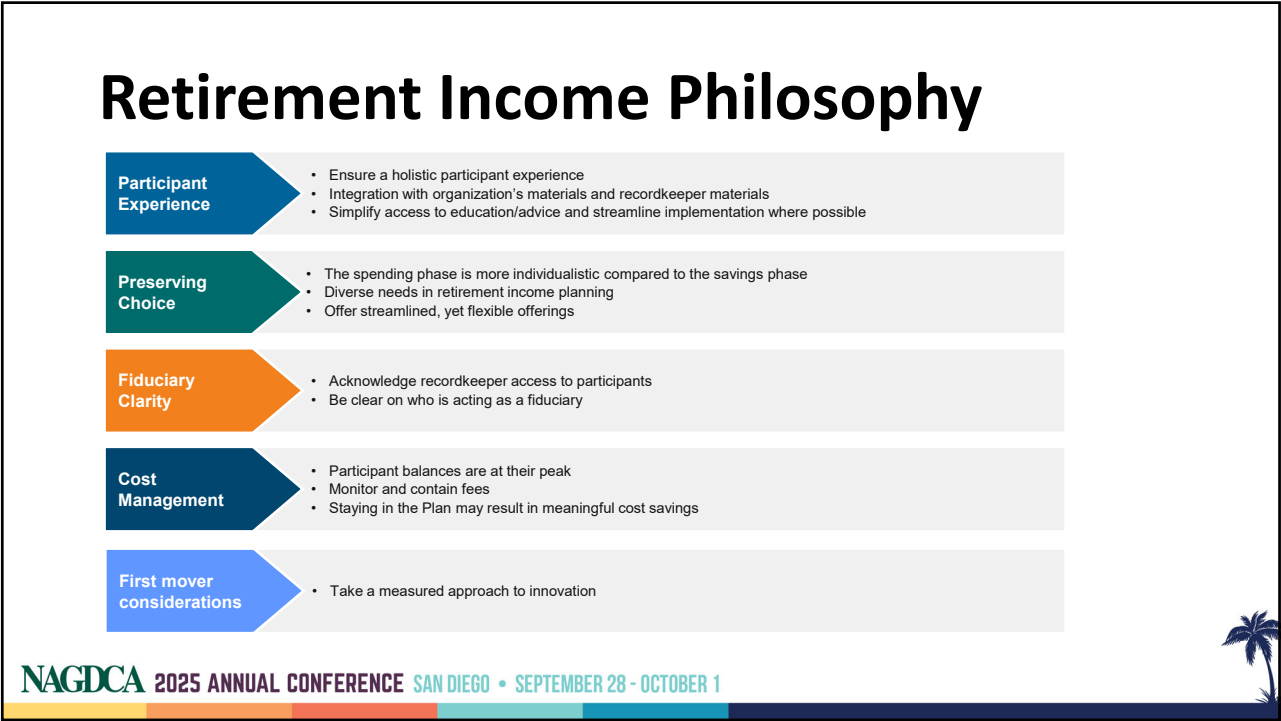 Retirement Income Philosophy
Participant
Experience
• Ensure a holistic participant experience
• Integration with organization's materials and recordkeeper materials
• Simplify access to education/advice and streamline implementation where possible
Preserving
Choice
• The spending phase is more individualistic compared to the savings phase
• Diverse needs in retirement income planning
• Offer streamlined, yet flexible offerings
Fiduciary
Clarity
• Acknowledge recordkeeper access to participants
• Be clear on who is acting as a fiduciary
Cost
Management
• Participant balances are at their peak
• Monitor and contain fees
• Staying in the Plan may result in meaningful cost savings
First mover
considerations
• Take a measured approach to innovation
NAGDCA 2025 ANNUAL CONFERENCE SAN DIEGO • SEPTEMBER 28 - OCTOBER 1